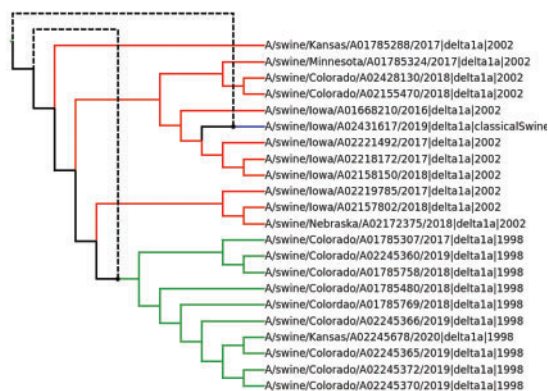 A/swine/Kansas/A01785288/2017|delta1a|2002
A/swine/Minnesota/A01785324/2017|delta1a|2002
A/swine/Colorado/A02428130/2018|delta1a|2002
A/swine/Colorado/A02155470/2018|delta1a|2002
A/swine/Iowa/A01668210/2016|delta1a|2002
A/swine/Iowa/A02431617/2019|delta1a|classicalSwine
A/swine/Iowa/A02221492/2017|delta1a|2002
A/swine/Iowa/A02218172/2017|delta1a|2002
A/swine/Iowa/A02158150/2018|delta1a|2002
A/swine/Iowa/A02219785/2017|delta1a|2002
A/swine/Iowa/A02157802/2018|delta1a|2002
A/swine/Nebraska/A02172375/2018|delta1a|2002
A/swine/Colorado/A01785307/2017|delta1a|1998
A/swine/Colorado/A02245360/2019|delta1a|1998
A/swine/Colorado/A01785758/2018|delta1a|1998
A/swine/Colorado/A01785480/2018|delta1a|1998
A/swine/Colordao/A01785769/2018|delta1a|1998
A/swine/Colorado/A02245366/2019|delta1a|1998
A/swine/Kansas/A02245678/2020|delta1a|1998
A/swine/Colorado/A02245365/2019|delta1a|1998
A/swine/Colorado/A02245372/2019|delta1a|1998
A/swine/Colorado/A02245370/2019|delta1a|1998